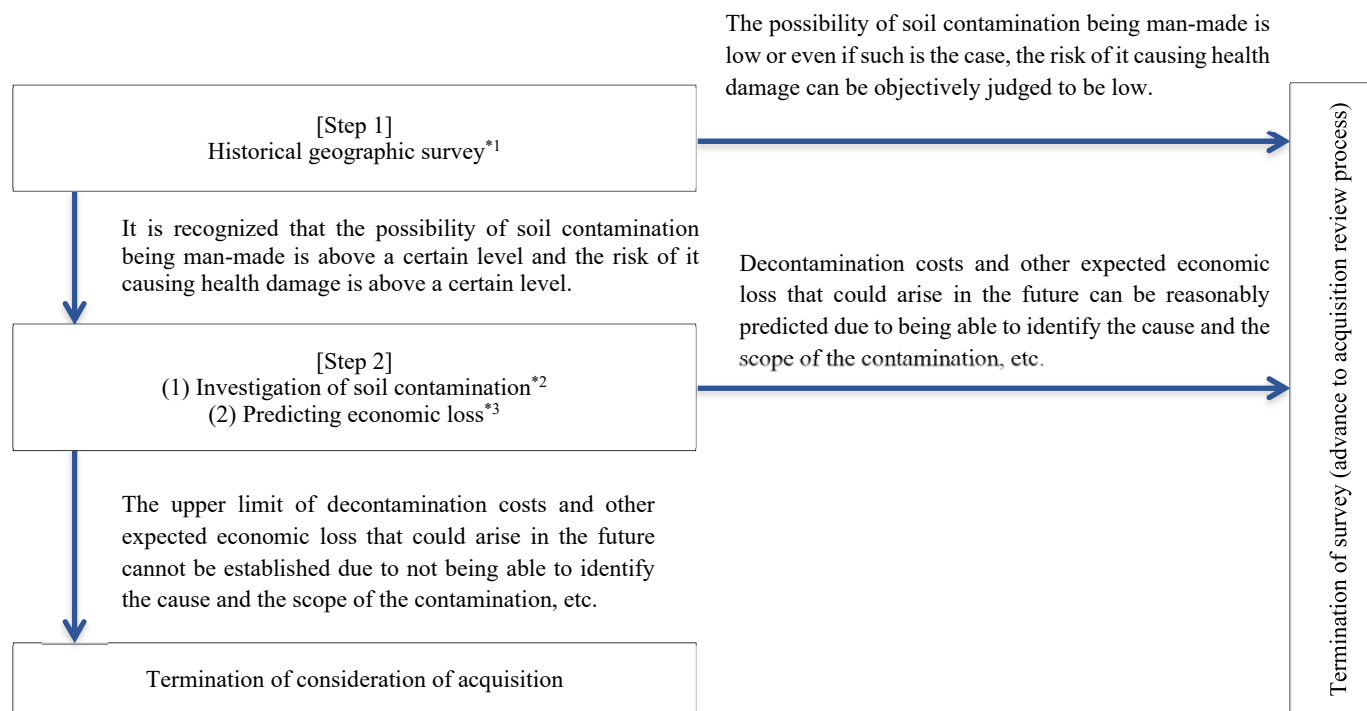 The possibility of soil contamination being man-made is
low or even if such is the case, the risk of it causing health
damage can be objectively judged to be low.
[Step 1]
Historical geographic survey*1
It is recognized that the possibility of soil contamination
being man-made is above a certain level and the risk of it
causing health damage is above a certain level.
Decontamination costs and other expected economic
loss that could arise in the future can be reasonably
predicted due to being able to identify the cause and the
scope of the contamination, etc.
[Step 2]
(1) Investigation of soil contamination*2
(2) Predicting economic loss*3
The upper limit of decontamination costs and other
expected economic loss that could arise in the future
cannot be established due to not being able to identify
the cause and the scope of the contamination, etc.
Termination of consideration of acquisition
Termination of survey (advance to acquisition review process)